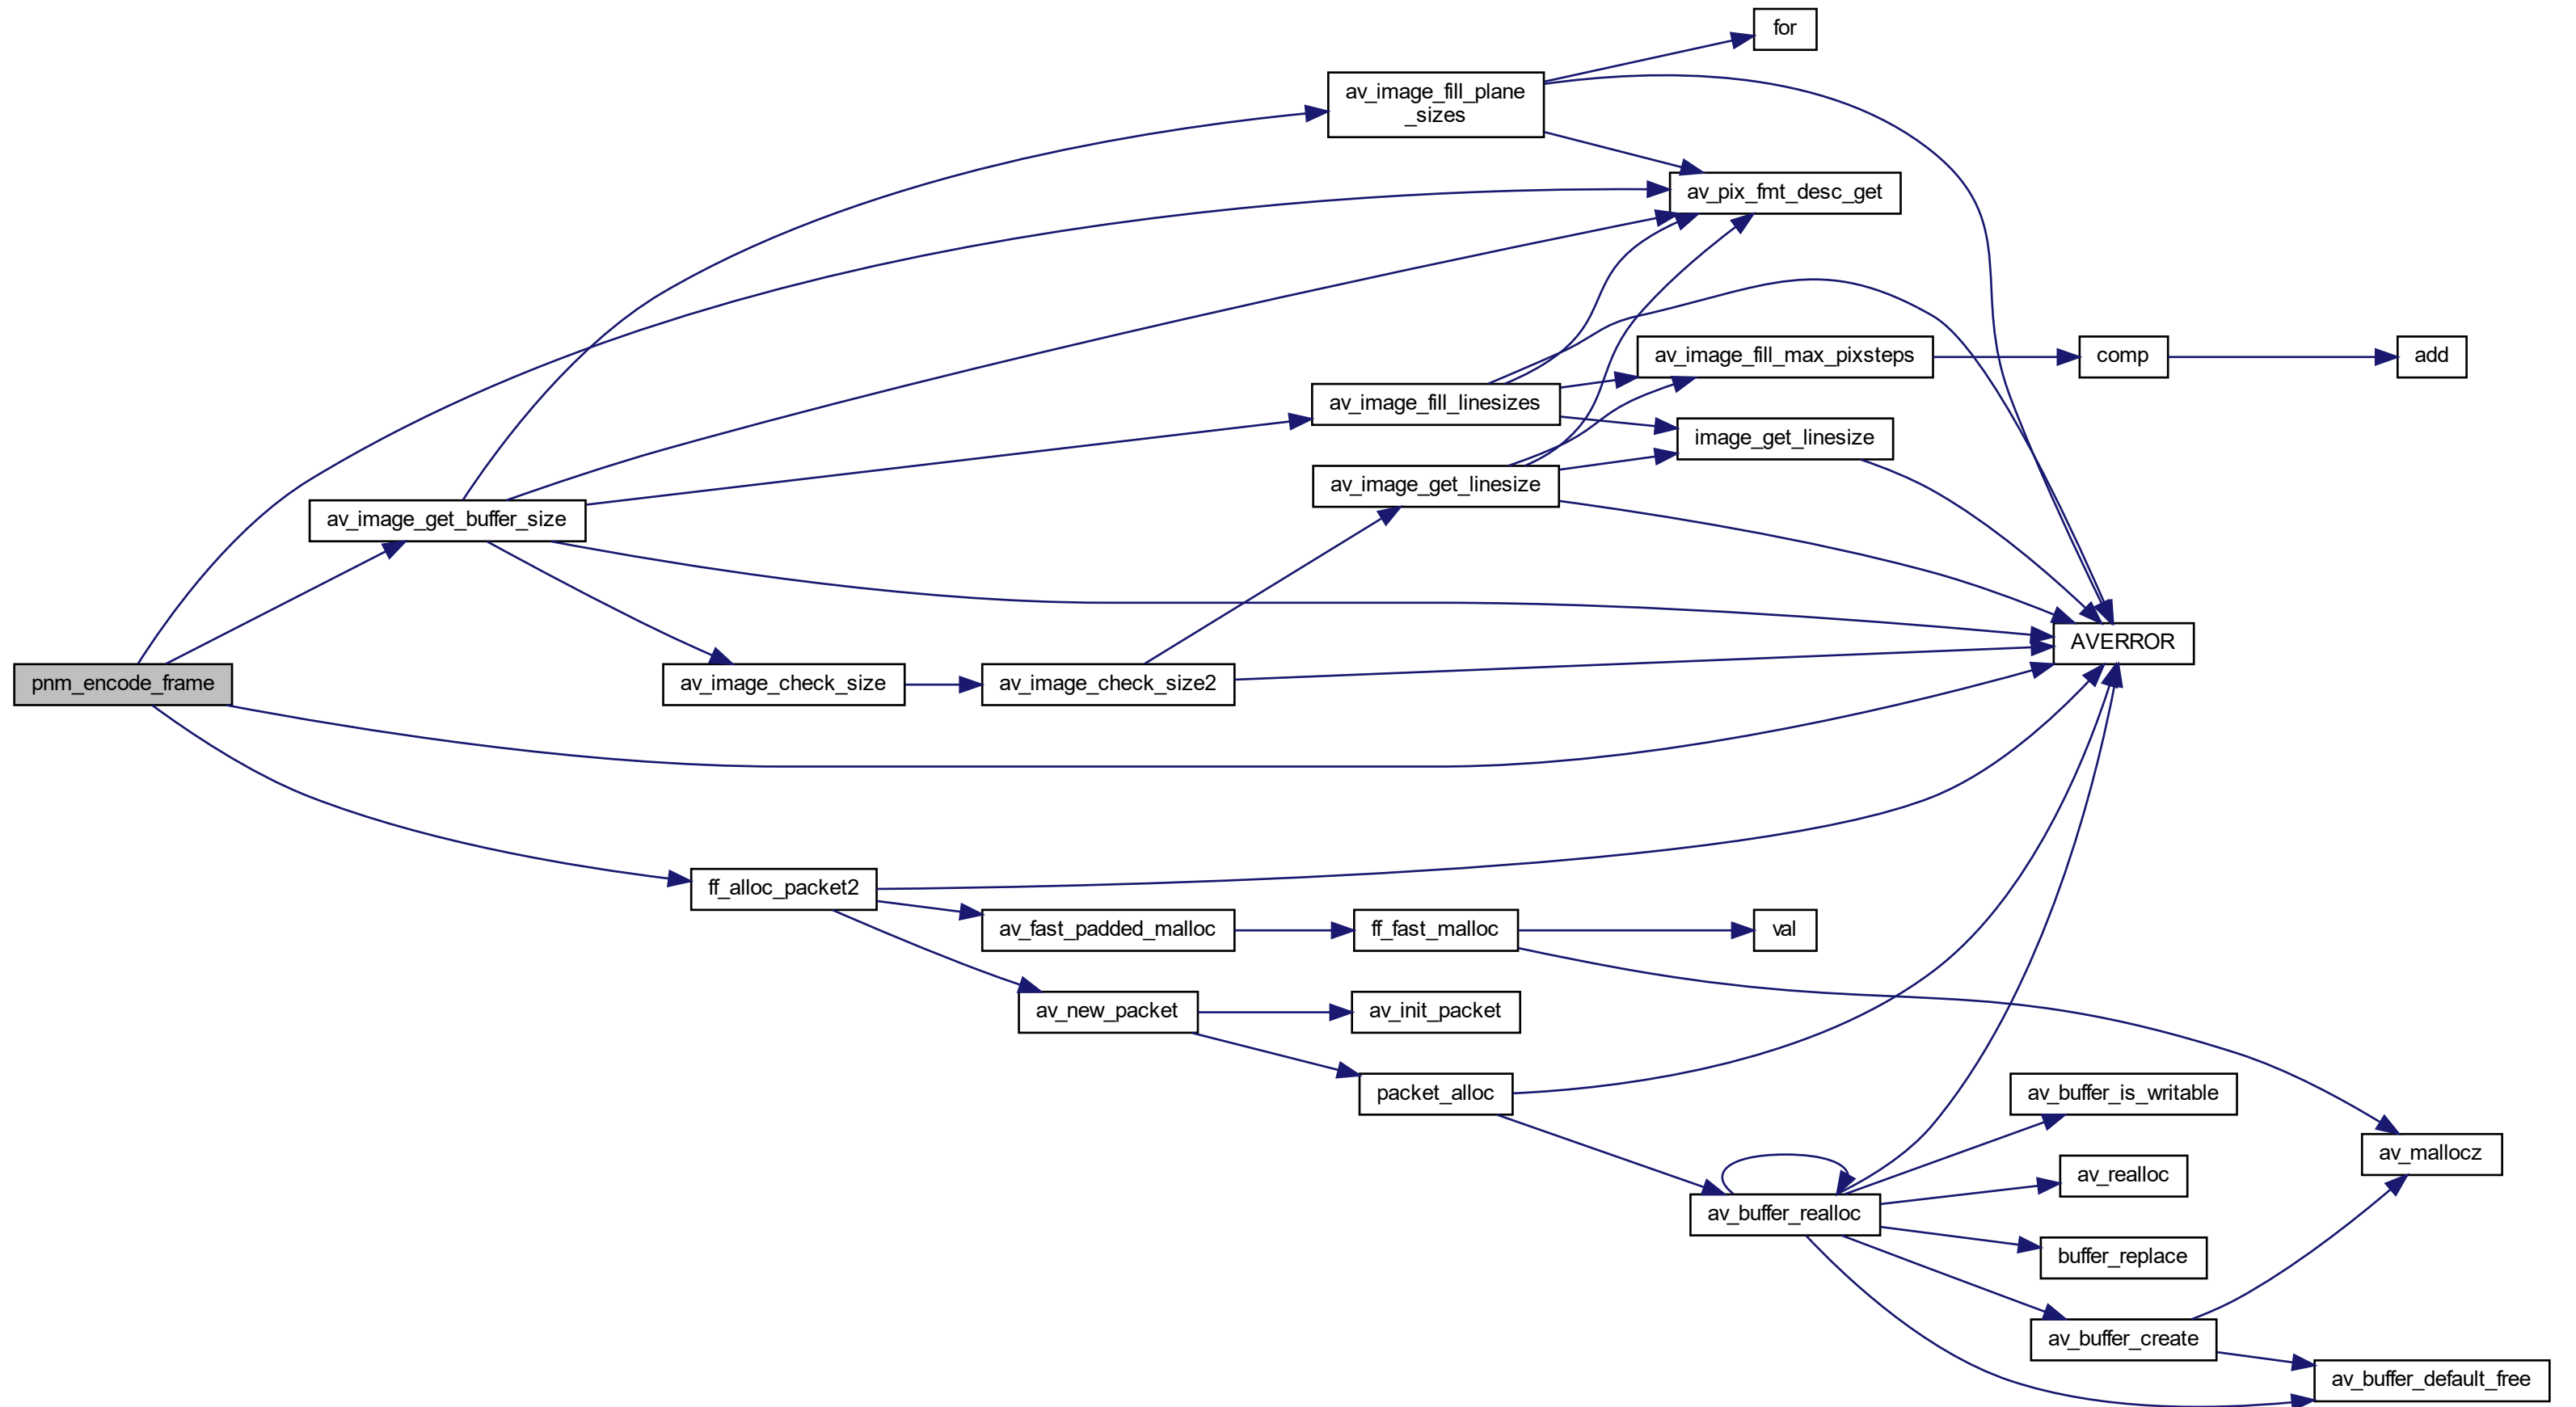 for
av_image_fill_plane
_sizes
av_pix_fmt_desc_get
av_image_fill_max_pixsteps
comp
add
av_image_fill_linesizes
image_get_linesize
av_image_get_linesize
av_image_get_buffer_size
AVERROR
pnm_encode_frame
av_image_check_size
av_image_check_size2
ff_alloc_packet2
av_fast_padded_malloc
ff_fast_malloc
val
av_new_packet
av_init_packet
packet_alloc
av_buffer_is_writable
av_mallocz
av_realloc
av_buffer_realloc
buffer_replace
av_buffer_create
av_buffer_default_free